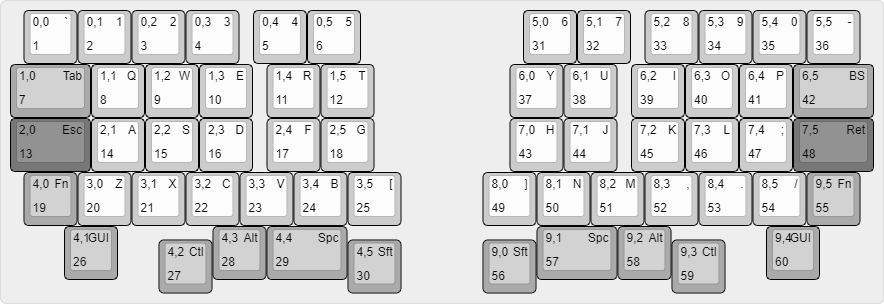 0,0 ` 0,1 1 0,2 2 0,3 3 0,4 4 0,5 5 5,0 6 5,1 7 5,2 8 5,3 9 5,4 0 5,5 -
1 2 3 4 5 6 31 32 33 34 35 36
1,0 Tab 1,1 Q 1,2 W 1,3 E 1,4 R 1,5 T 6,0 Y 6,1 U 6,2 I 6,3 O 6,4 P 6,5 BS
7 8 9 10 11 12 37 38 39 40 41 42
2,0 Esc 2,1 A 2,2 S 2,3 D 2,4 F 2,5 G 7,0 H 7,1 J 7,2 K 7,3 L 7,4 ; 7,5 Ret
13 14 15 16 17 18 43 44 45 46 47 48
4,0 Fn 3,0 Z 3,1 X 3,2 C 3,3 V 3,4 B 3,5 [ 8,0 ] 8,1 N 8,2 M 8,3 , 8,4 . 8,5 / 9,5 Fn
19 20 21 22 23 24 25 49 50 51 52 53 54 55
4,1 GUI 4,2 Ctl 4,3 Alt 4,4 Spc 4,5 Sft 9,0 Sft 9,1 Spc 9,2 Alt 9,3 Ctl 9,4 GUI
26 27 28 29 30 56 57 58 59 60